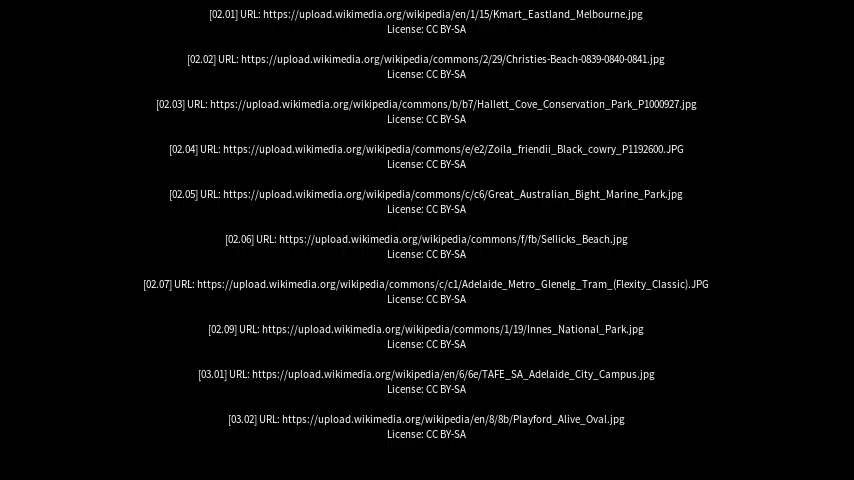 [02.01] URL: https://upload.wikimedia.org/wikipedia/en/1/15/Kmart_Eastland_Melbourne.jpg
License: CC BY-SA
[02.02] URL: https://upload.wikimedia.org/wikipedia/commons/2/29/Christies-Beach-0839-0840-0841.jpg
License: CC BY-SA
[02.03] URL: https://upload.wikimedia.org/wikipedia/commons/b/b7/Hallett_Cove_Conservation_Park_P1000927.jpg
License: CC BY-SA
[02.04] URL: https://upload.wikimedia.org/wikipedia/commons/e/e2/Zoila_friendii_Black_cowry_P1192600.JPG
License: CC BY-SA
[02.05] URL: https://upload.wikimedia.org/wikipedia/commons/c/c6/Great_Australian_Bight_Marine_Park.jpg
License: CC BY-SA
[02.06] URL: https://upload.wikimedia.org/wikipedia/commons/f/fb/Sellicks_Beach.jpg
License: CC BY-SA
[02.07] URL: https://upload.wikimedia.org/wikipedia/commons/c/c1/Adelaide_Metro_Glenelg_Tram_(Flexity_Classic).JPG
License: CC BY-SA
[02.09] URL: https://upload.wikimedia.org/wikipedia/commons/1/19/Innes_National_Park.jpg
License: CC BY-SA
[03.01] URL: https://upload.wikimedia.org/wikipedia/en/6/6e/TAFE_SA_Adelaide_City_Campus.jpg
License: CC BY-SA
[03.02] URL: https://upload.wikimedia.org/wikipedia/en/8/8b/Playford_Alive_Oval.jpg
License: CC BY-SA